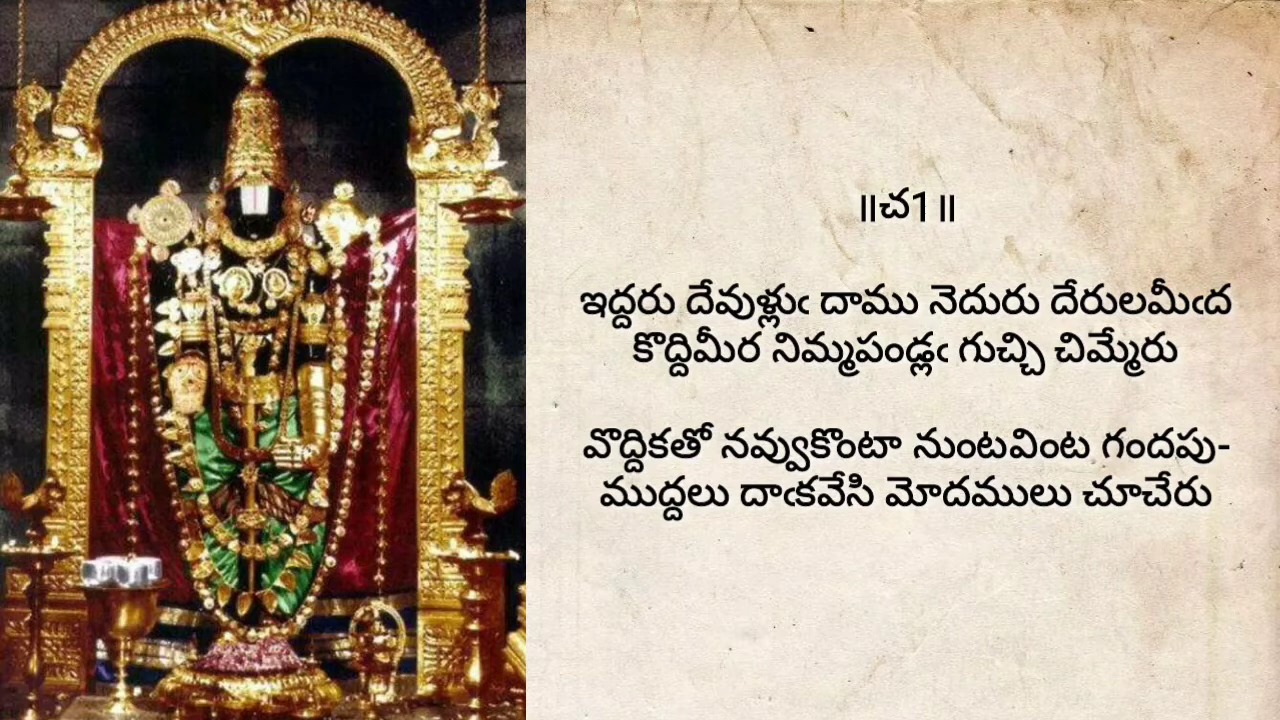 ॥చ1॥
ఇద్దరు దేవుళ్లుఁ దాము నెదురు దేరులమీఁద
కొద్దిమీర నిమ్మపండ్లఁ గుచ్చి చిమ్మేరు
వొద్దికతో నవ్వుకొంటా నుంటవింట గందపు-
ముద్దలు దాఁకవేసి మోదములు చూచేరు